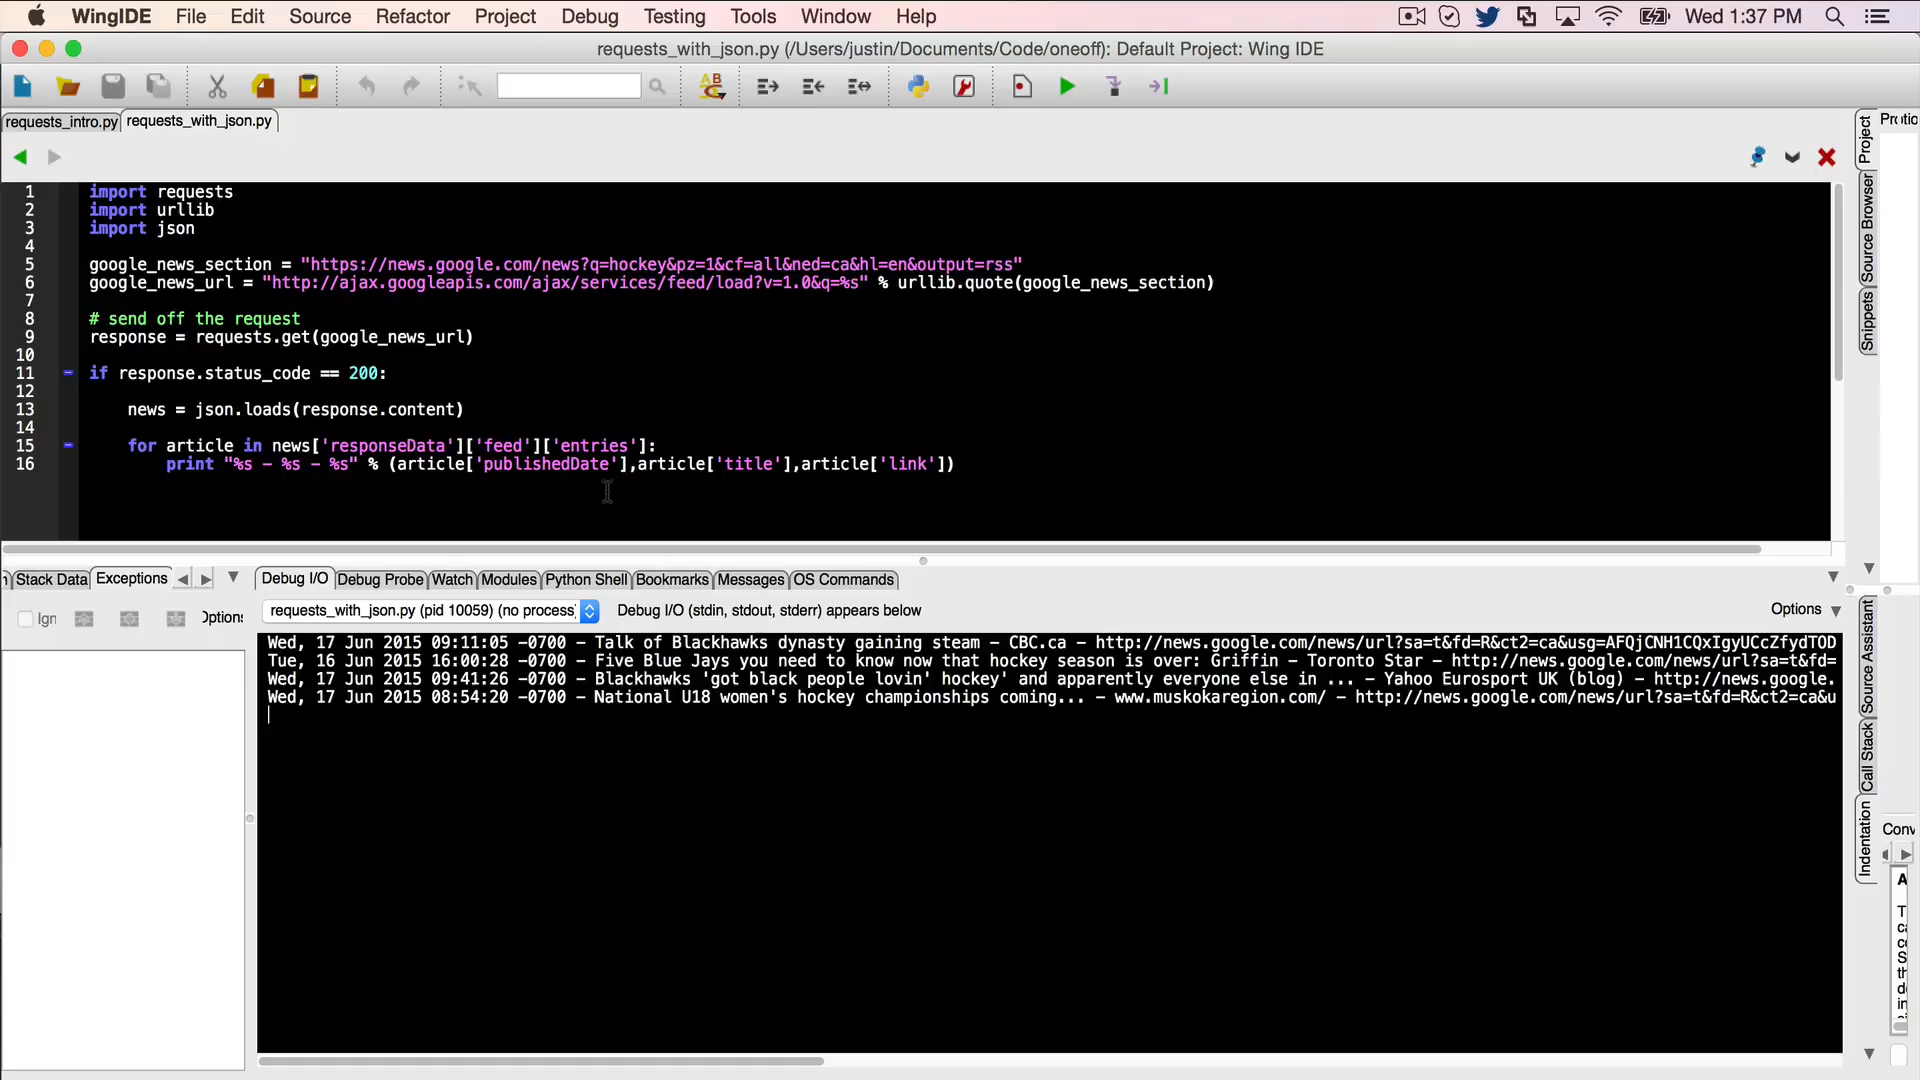 WingIDE File Edit Source Refactor Project Debug Testing Tools Window Help Wed 1:37 PM
requests_with_json.py (/Users/justin/Documents/Code/oneoff): Default Project: Wing IDE
requests_intro.py requests_with_json.py
Project
Source Browser
Snippets
1 import requests
2 import urllib
3 import json
4
5 google_news_section = "https://news.google.com/news?q=hockey&pz=1&cf=all&ned=ca&hl=en&output=rss"
6 google_news_url = "http://ajax.googleapis.com/ajax/services/feed/load?v=1.0&q=%s" % urllib.quote(google_news_section)
7
8 # send off the request
9 response = requests.get(google_news_url)
10
11 if response.status_code == 200:
12
13 news = json.loads(response.content)
14
15 for article in news['responseData']['feed']['entries']:
16 print "%s - %s - %s" % (article['publishedDate'],article['title'],article['link'])
Stack Data Exceptions Debug I/O Debug Probe Watch Modules Python Shell Bookmarks Messages OS Commands
Ign Options requests_with_json.py (pid 10059) (no process) Debug I/O (stdin, stdout, stderr) appears below Options
Wed, 17 Jun 2015 09:11:05 -0700 - Talk of Blackhawks dynasty gaining steam - CBC.ca - http://news.google.com/news/url?sa=t&fd=R&ct2=ca&usg=AFQjCNH1CQxIgyUCcZfydTOD
Tue, 16 Jun 2015 16:00:28 -0700 - Five Blue Jays you need to know now that hockey season is over: Griffin - Toronto Star - http://news.google.com/news/url?sa=t&fd=
Wed, 17 Jun 2015 09:41:26 -0700 - Blackhawks 'got black people lovin' hockey' and apparently everyone else in ... - Yahoo Eurosport UK (blog) - http://news.google.
Wed, 17 Jun 2015 08:54:20 -0700 - National U18 women's hockey championships coming... - www.muskokaregion.com/ - http://news.google.com/news/url?sa=t&fd=R&ct2=ca&u
Source Assistant
Call Stack
Indentation
Conv